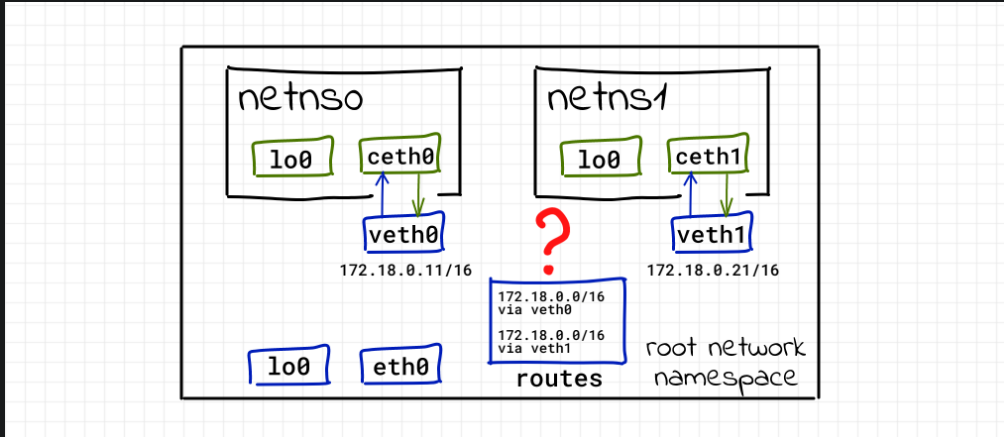 netns0
netns1
lo0
ceth0
lo0
ceth1
veth0
veth1
172.18.0.11/16
?
172.18.0.21/16
172.18.0.0/16
via veth0
172.18.0.0/16
via veth1
lo0
eth0
routes
root network
namespace